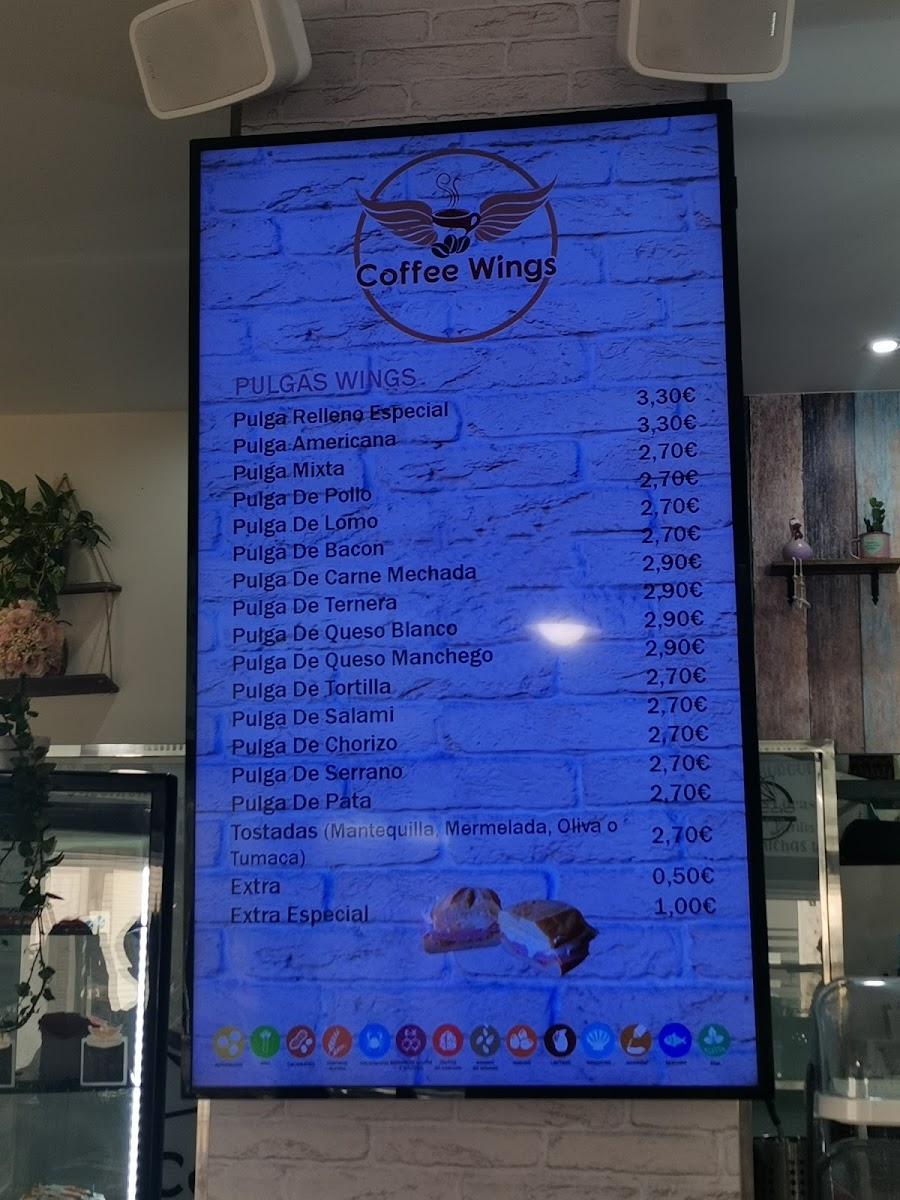 Coffee Wings
PULGAS WINGS
Pulga Relleno Especial 3,30€
Pulga Americana 3,30€
Pulga Mixta 2,70€
Pulga De Pollo 2,70€
Pulga De Lomo 2,70€
Pulga De Bacon 2,70€
Pulga De Carne Mechada 2,90€
Pulga De Ternera 2,90€
Pulga De Queso Blanco 2,90€
Pulga De Queso Manchego 2,90€
Pulga De Tortilla 2,70€
Pulga De Salami 2,70€
Pulga De Chorizo 2,70€
Pulga De Serrano 2,70€
Pulga De Pata 2,70€
Tostadas (Mantequilla, Mermelada, Oliva o 2,70€
Tumaca)
Extra 0,50€
Extra Especial 1,00€